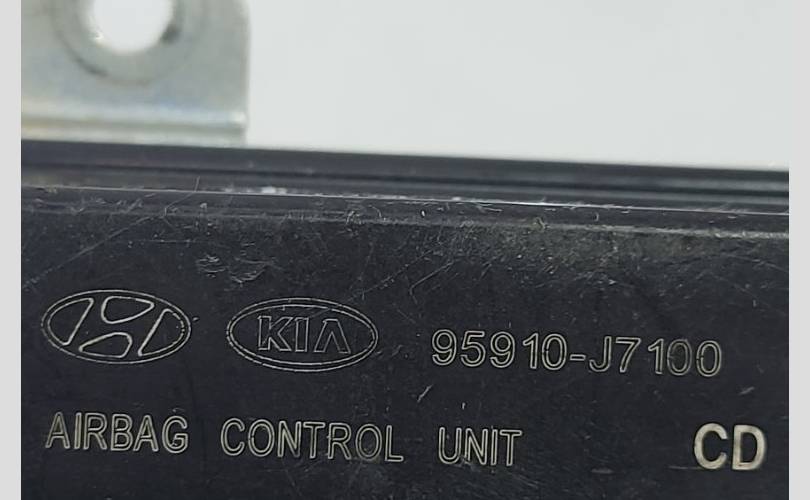 KIA 95910-J7100
AIRBAG CONTROL UNIT CD